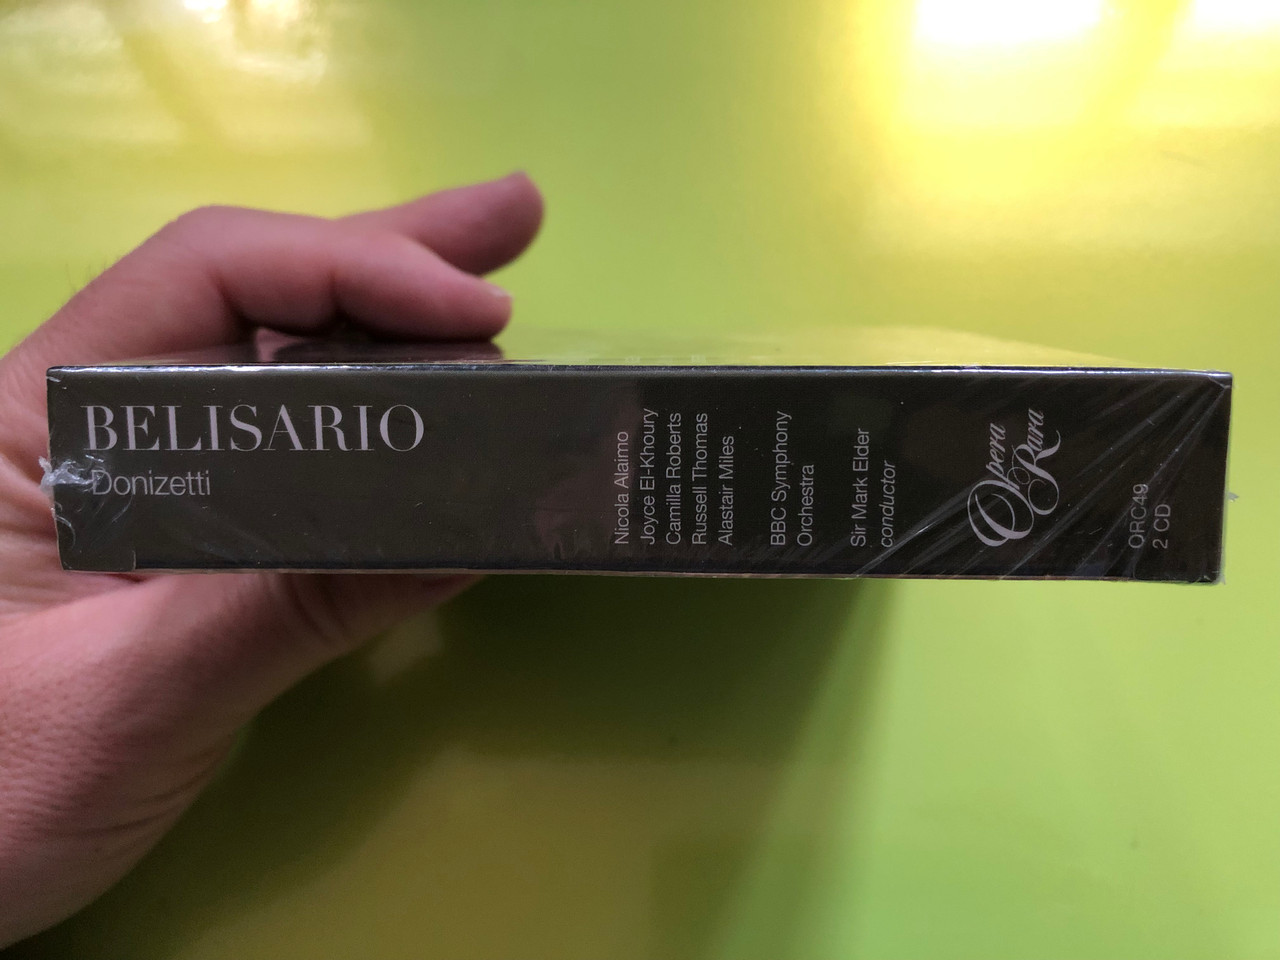 BELISARIO
Donizetti
Nicola Alaimo
Joyce El-Khoury
Camilla Roberts
Russell Thomas
Alastair Miles
BBC Symphony
Orchestra
Sir Mark Elder
conductor
Opera
Rara
ORC49
2 CD